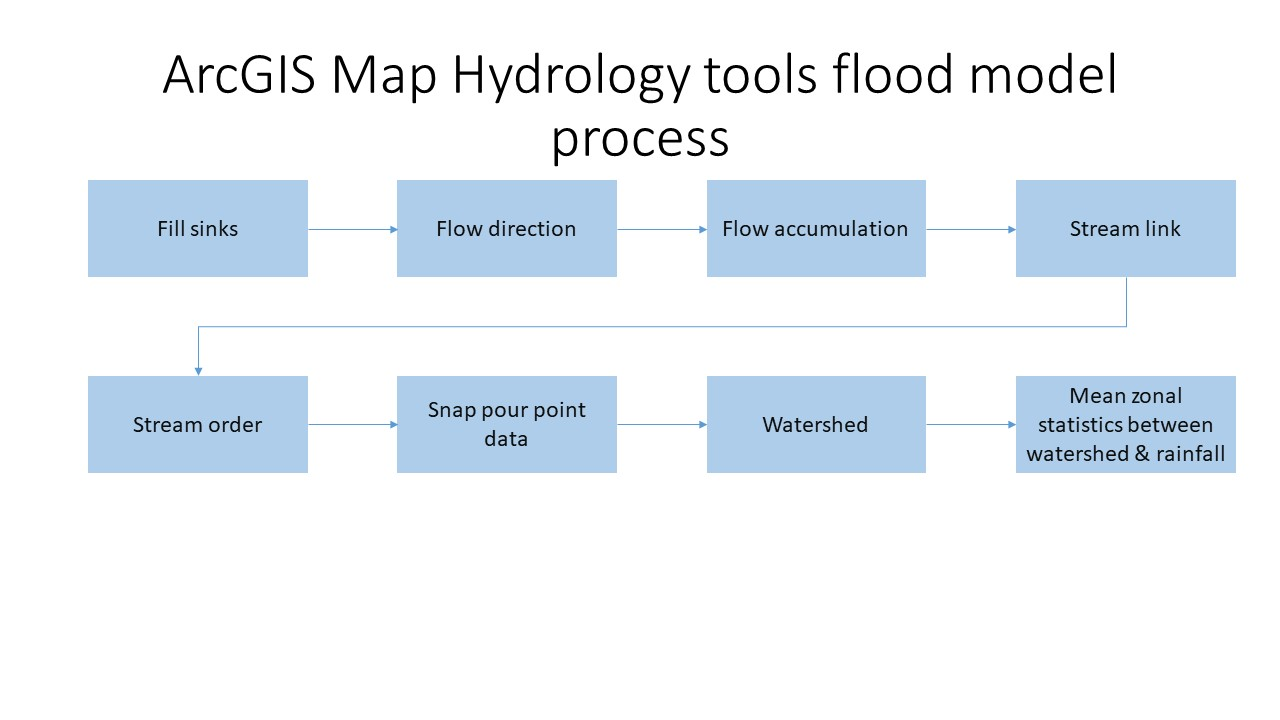 ArcGIS Map Hydrology tools flood model
process
Fill sinks
Flow direction
Flow accumulation
Stream link
Stream order
Snap pour point
data
Watershed
Mean zonal
statistics between
watershed & rainfall